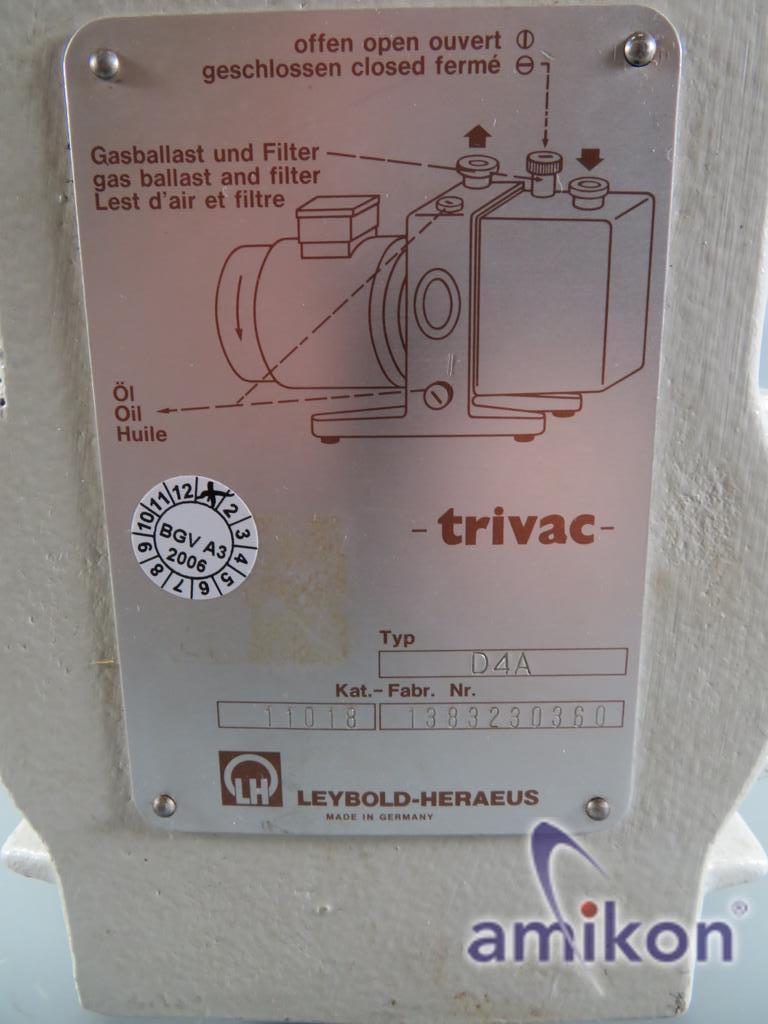 offen open ouvert
geschlossen closed fermé
Gasballast und Filter
gas ballast and filter
Lest d'air et filtre
Öl
Oil
Huile
12 1 2 3 4 5 6 7 8 9 10 11
BGV A3
2006
- trivac -
Typ
D4A
Kat.- Fabr. Nr.
11018 1383230360
LH LEYBOLD-HERAEUS
MADE IN GERMANY
amikon®